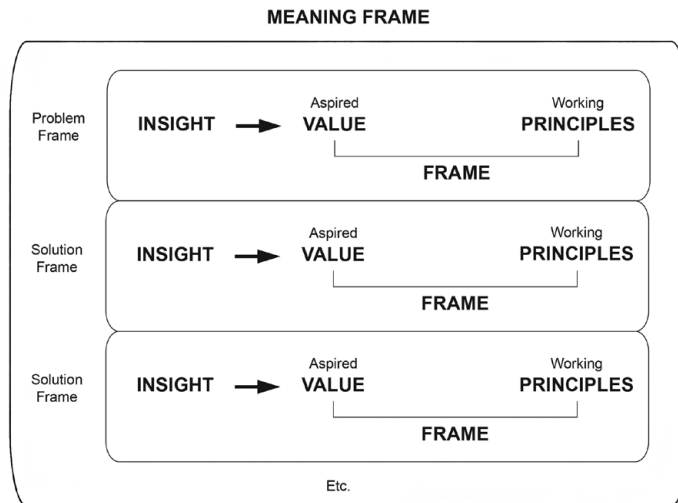 MEANING FRAME
Problem
Frame
INSIGHT
Aspired
VALUE
Working
PRINCIPLES
FRAME
Solution
Frame
INSIGHT
Aspired
VALUE
Working
PRINCIPLES
FRAME
Solution
Frame
INSIGHT
Aspired
VALUE
Working
PRINCIPLES
FRAME
Etc.